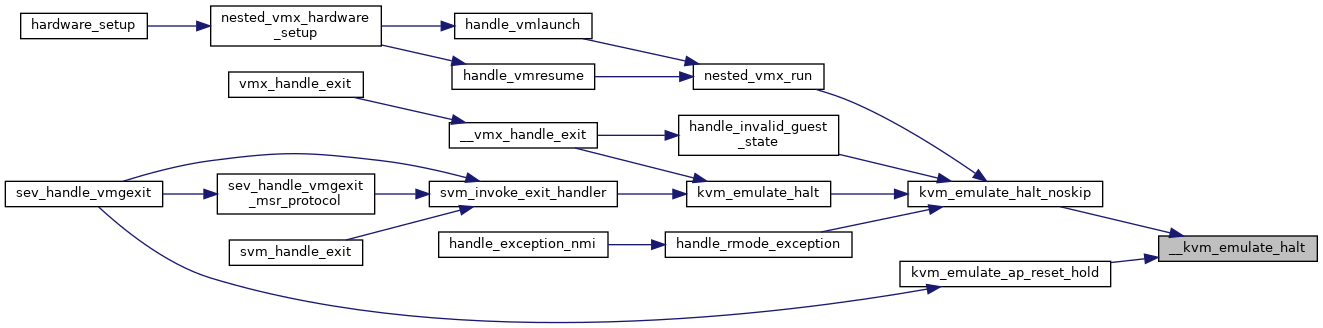 hardware_setup
nested_vmx_hardware
_setup
handle_vmlaunch
handle_vmresume
nested_vmx_run
vmx_handle_exit
__vmx_handle_exit
handle_invalid_guest
_state
sev_handle_vmgexit
sev_handle_vmgexit
_msr_protocol
svm_invoke_exit_handler
kvm_emulate_halt
kvm_emulate_halt_noskip
svm_handle_exit
handle_exception_nmi
handle_rmode_exception
__kvm_emulate_halt
kvm_emulate_ap_reset_hold